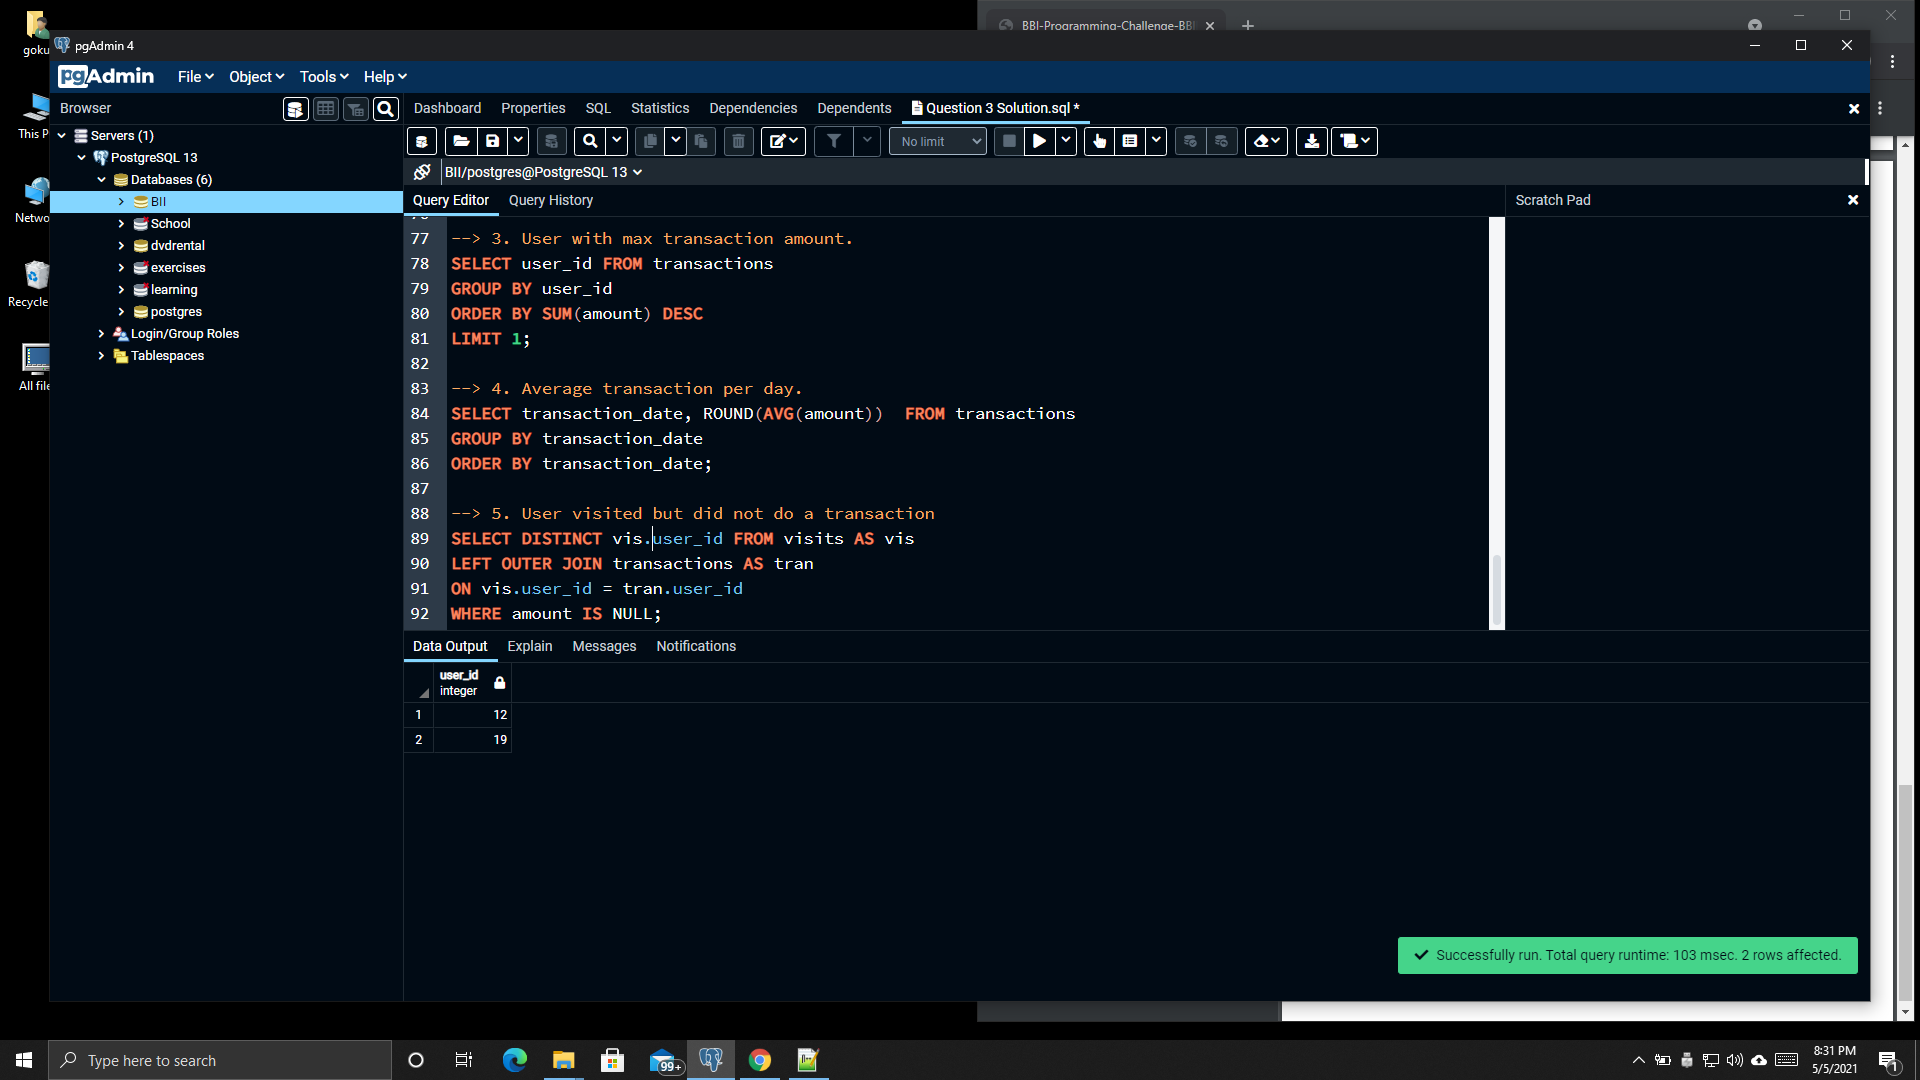 BBI-Programming-Challenge-BBI
goku
pgAdmin 4
pgAdmin File Object Tools Help
Browser
Dashboard Properties SQL Statistics Dependencies Dependents Question 3 Solution.sql *
This P
Servers (1)
No limit
PostgreSQL 13
BII/postgres@PostgreSQL 13
Databases (6)
BII
Query Editor Query History
Scratch Pad
Netwo
School
dvdrental
77 --> 3. User with max transaction amount.
exercises
78 SELECT user_id FROM transactions
learning
79 GROUP BY user_id
Recycle
postgres
80 ORDER BY SUM(amount) DESC
Login/Group Roles
81 LIMIT 1;
Tablespaces
82
All file
83 --> 4. Average transaction per day.
84 SELECT transaction_date, ROUND(AVG(amount))  FROM transactions
85 GROUP BY transaction_date
86 ORDER BY transaction_date;
87
88 --> 5. User visited but did not do a transaction
89 SELECT DISTINCT vis.user_id FROM visits AS vis
90 LEFT OUTER JOIN transactions AS tran
91 ON vis.user_id = tran.user_id
92 WHERE amount IS NULL;
Data Output Explain Messages Notifications
user_id
integer
1 12
2 19
Successfully run. Total query runtime: 103 msec. 2 rows affected.
Type here to search
99+
8:31 PM
5/5/2021
1